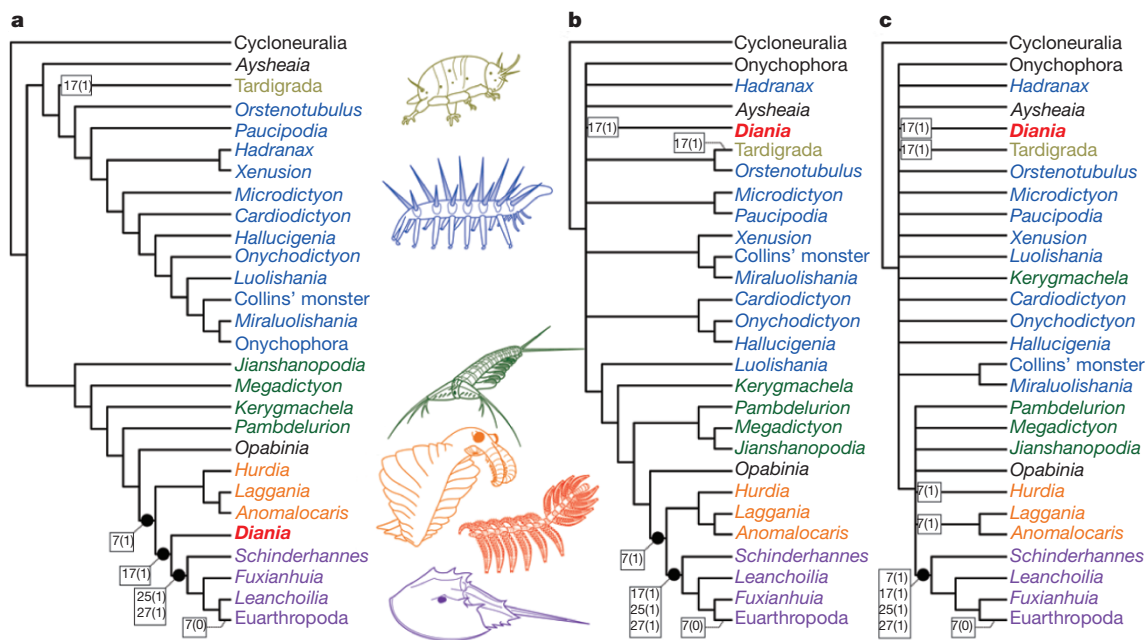 a
Cycloneuralia
Aysheaia
17(1)
Tardigrada
Orstenotubulus
Paucipodia
Hadranax
Xenusion
Microdictyon
Cardiodictyon
Hallucigenia
Onychodictyon
Luolishania
Collins' monster
Miraluolishania
Onychophora
Jianshanopodia
Megadictyon
Kerygmachela
Pambdelurion
Opabinia
Hurdia
Laggania
Anomalocaris
7(1)
Diania
17(1)
Schinderhannes
25(1)
27(1)
Fuxianhuia
Leanchoilia
7(0)
Euarthropoda
b
Cycloneuralia
Onychophora
Hadranax
Aysheaia
17(1)
Diania
17(1)
Tardigrada
Orstenotubulus
Microdictyon
Paucipodia
Xenusion
Collins' monster
Miraluolishania
Cardiodictyon
Onychodictyon
Hallucigenia
Luolishania
Kerygmachela
Pambdelurion
Megadictyon
Jianshanopodia
Opabinia
Hurdia
Laggania
Anomalocaris
7(1)
Schinderhannes
17(1)
25(1)
27(1)
Leanchoilia
Fuxianhuia
7(0)
Euarthropoda
c
Cycloneuralia
Onychophora
Hadranax
Aysheaia
17(1)
Diania
17(1)
Tardigrada
Orstenotubulus
Microdictyon
Paucipodia
Xenusion
Luolishania
Kerygmachela
Cardiodictyon
Onychodictyon
Hallucigenia
Collins' monster
Miraluolishania
Pambdelurion
Megadictyon
Jianshanopodia
Opabinia
7(1)
Hurdia
Laggania
7(1)
Anomalocaris
Schinderhannes
7(1)
17(1)
25(1)
27(1)
Leanchoilia
Fuxianhuia
7(0)
Euarthropoda